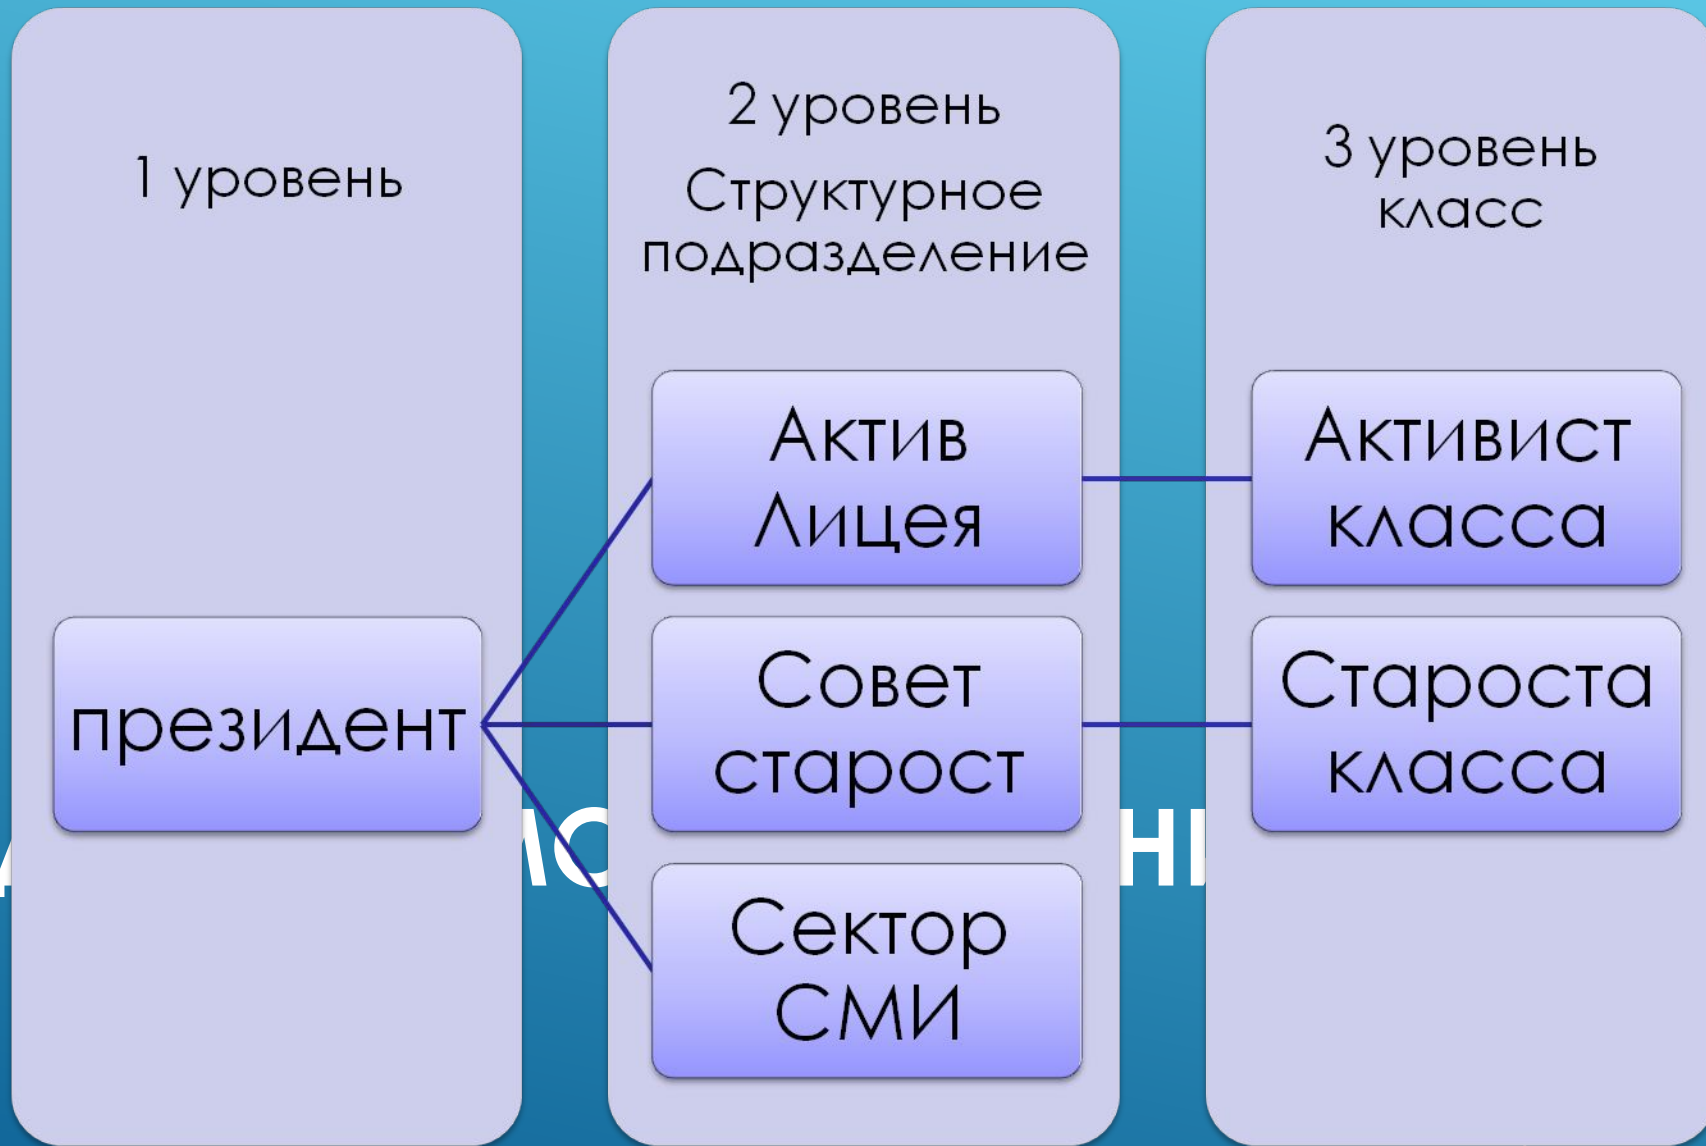 1 уровень
2 уровень
Структурное
подразделение
3 уровень
класс
президент
Актив
Лицея
Совет
старост
Сектор
СМИ
Активист
класса
Староста
класса